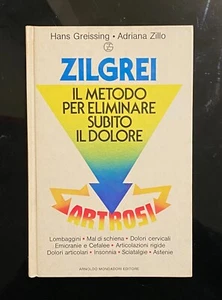 Hans Greissing • Adriana Zillo
ZILGREI
IL METODO
PER ELIMINARE
SUBITO
IL DOLORE
ARTROSI
Lombaggini • Mal di schiena • Dolori cervicali
Emicranie e Cefalee • Articolazioni rigide
Dolori articolari • Insonnia • Sciatalgie • Astenie
ARNOLDO MONDADORI EDITORE